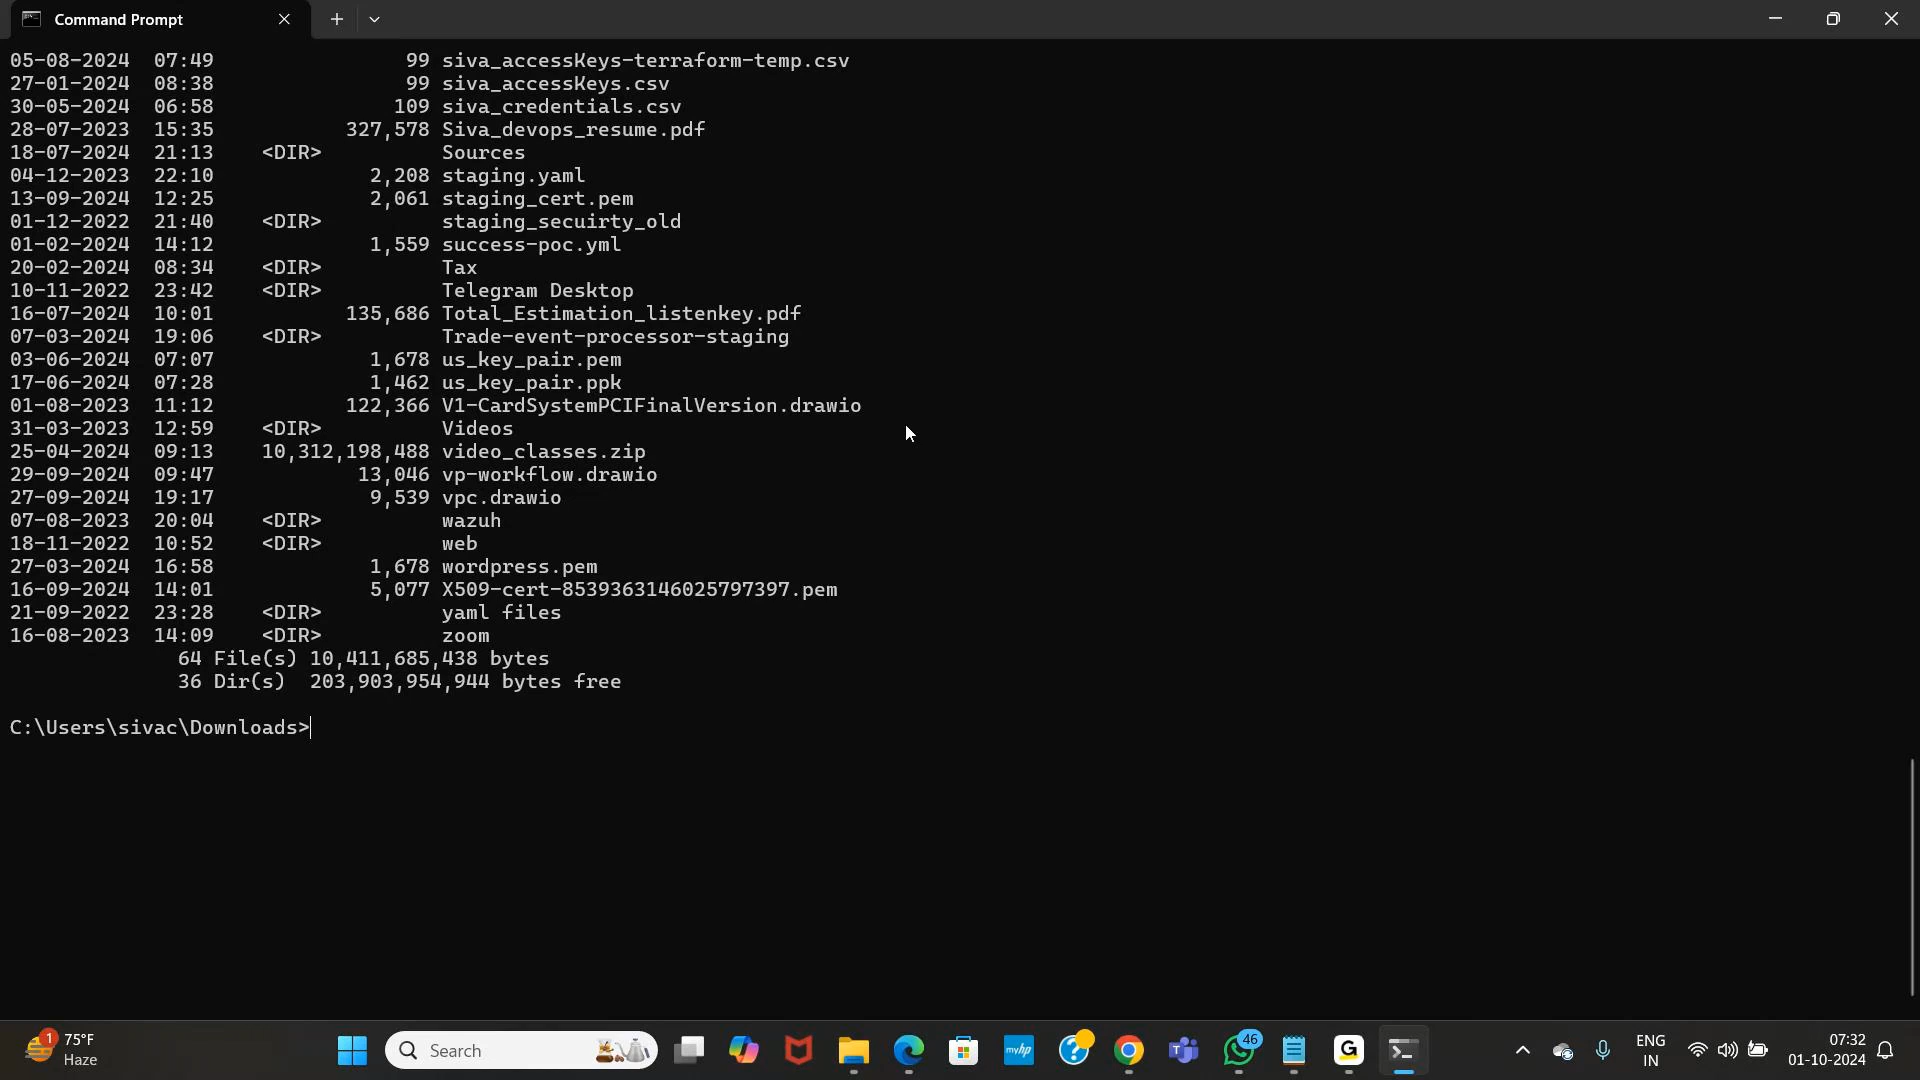 Command Prompt
05-08-2024  07:49                99 siva_accessKeys-terraform-temp.csv
27-01-2024  08:38                99 siva_accessKeys.csv
30-05-2024  06:58               109 siva_credentials.csv
28-07-2023  15:35           327,578 Siva_devops_resume.pdf
18-07-2024  21:13    <DIR>          Sources
04-12-2023  22:10             2,208 staging.yaml
13-09-2024  12:25             2,061 staging_cert.pem
01-12-2022  21:40    <DIR>          staging_secuirty_old
01-02-2024  14:12             1,559 success-poc.yml
20-02-2024  08:34    <DIR>          Tax
10-11-2022  23:42    <DIR>          Telegram Desktop
16-07-2024  10:01           135,686 Total_Estimation_listenkey.pdf
07-03-2024  19:06    <DIR>          Trade-event-processor-staging
03-06-2024  07:07             1,678 us_key_pair.pem
17-06-2024  07:28             1,462 us_key_pair.ppk
01-08-2023  11:12           122,366 V1-CardSystemPCIFinalVersion.drawio
31-03-2023  12:59    <DIR>          Videos
25-04-2024  09:13    10,312,198,488 video_classes.zip
29-09-2024  09:47            13,046 vp-workflow.drawio
27-09-2024  19:17             9,539 vpc.drawio
07-08-2023  20:04    <DIR>          wazuh
18-11-2022  10:52    <DIR>          web
27-03-2024  16:58             1,678 wordpress.pem
16-09-2024  14:01             5,077 X509-cert-8539363146025797397.pem
21-09-2022  23:28    <DIR>          yaml files
16-08-2023  14:09    <DIR>          zoom
64 File(s) 10,411,685,438 bytes
36 Dir(s)  203,903,954,944 bytes free
C:\Users\sivac\Downloads>
1
75°F
Haze
Search
myhp
46
G
ENG
IN
07:32
01-10-2024